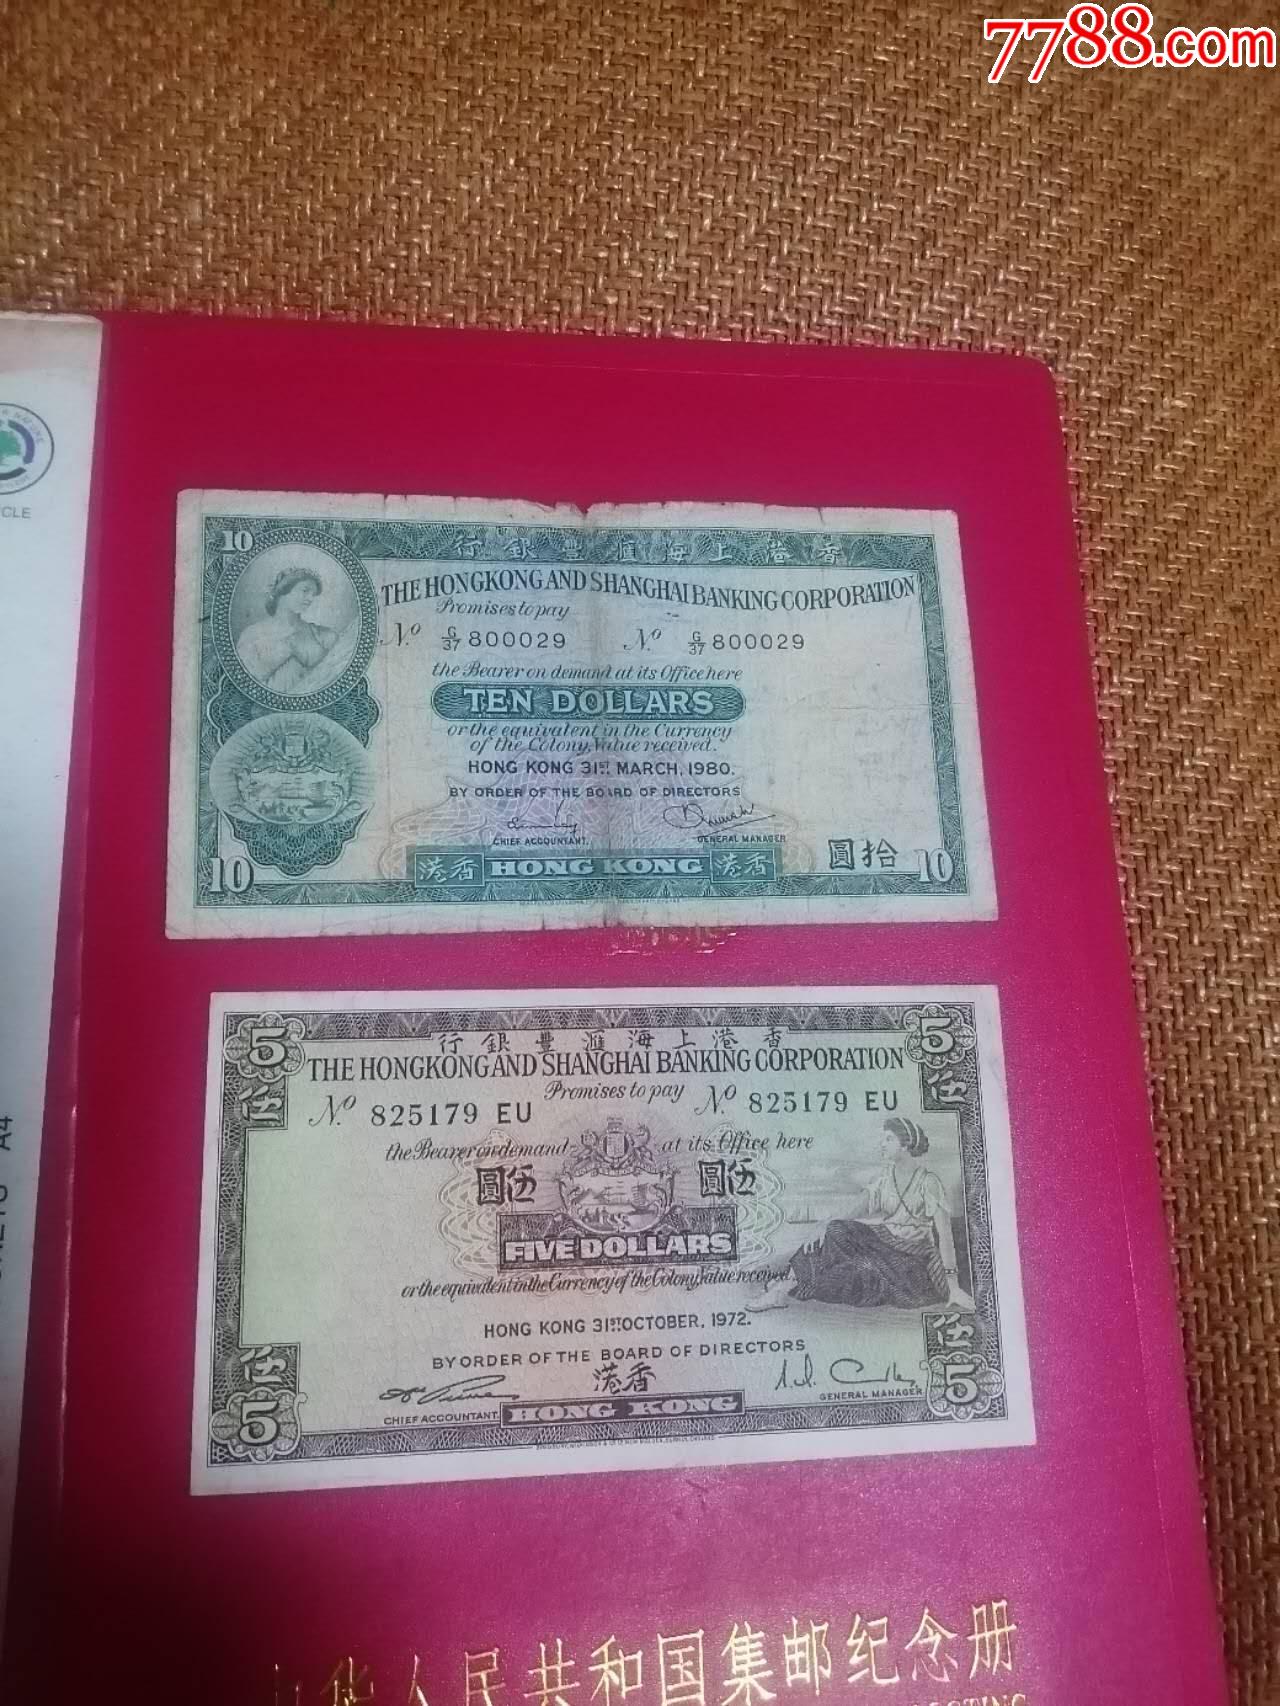 7788.com
CLE
A4
10
行銀豐滙海上港香
THE HONGKONG AND SHANGHAI BANKING CORPORATION
Promises to pay
No. G/37 800029 No. G/37 800029
the Bearer on demand at its Office here
TEN DOLLARS
or the equivalent in the Currency
of the Colony, Value received.
HONG KONG 31ST MARCH, 1980.
BY ORDER OF THE BOARD OF DIRECTORS
CHIEF ACCOUNTANT. GENERAL MANAGER
10 港香 HONG KONG 港香 圓拾 10
5 行銀豐滙海上港香 5
伍 THE HONGKONG AND SHANGHAI BANKING CORPORATION 伍
Promises to pay
No. 825179 EU No. 825179 EU
the Bearer on demand at its Office here
圓伍 圓伍
FIVE DOLLARS
or the equivalent in the Currency of the Colony, Value received.
HONG KONG 31ST OCTOBER, 1972.
BY ORDER OF THE BOARD OF DIRECTORS
伍 港香 伍
CHIEF ACCOUNTANT. GENERAL MANAGER
5 HONG KONG 5
中华人民共和国集邮纪念册